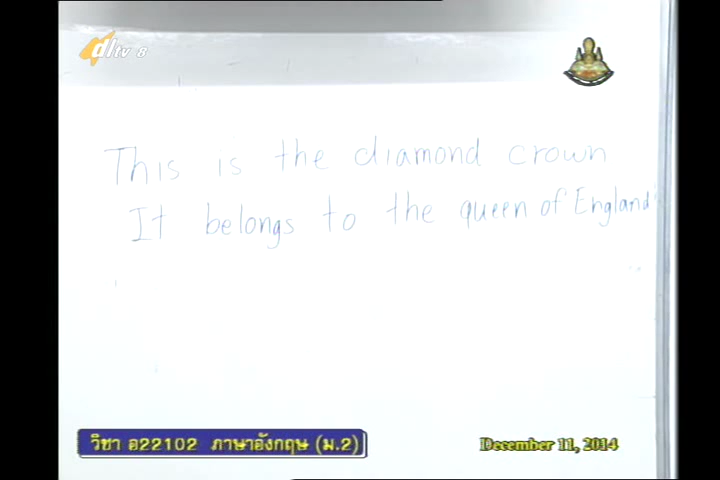 dltv 8
This is the diamond crown
It belongs to the queen of England
วิชา อ22102 ภาษาอังกฤษ (ม.2)
December 11, 2014